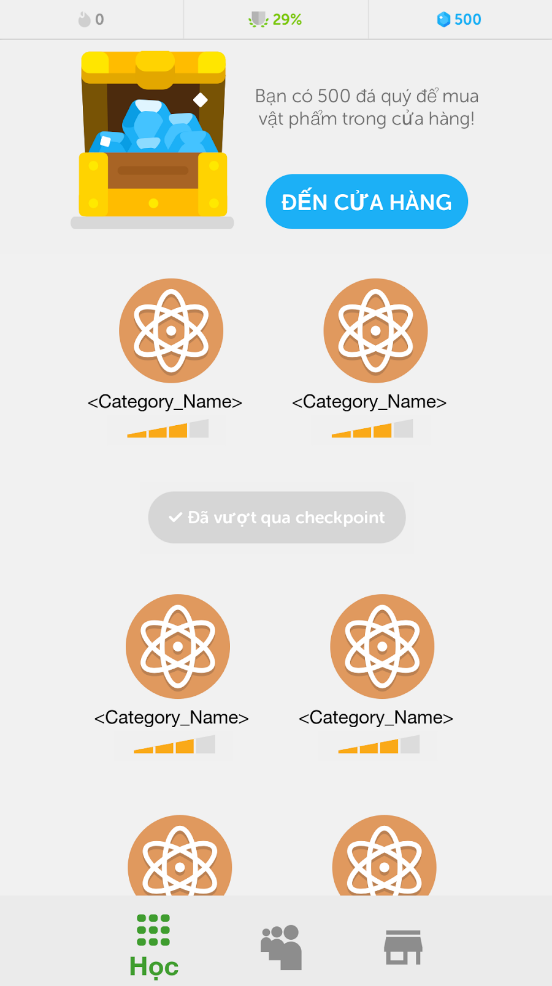 0
29%
500
Bạn có 500 đá quý để mua
vật phẩm trong cửa hàng!
ĐẾN CỬA HÀNG
<Category_Name>
<Category_Name>
Đã vượt qua checkpoint
<Category_Name>
<Category_Name>
Học